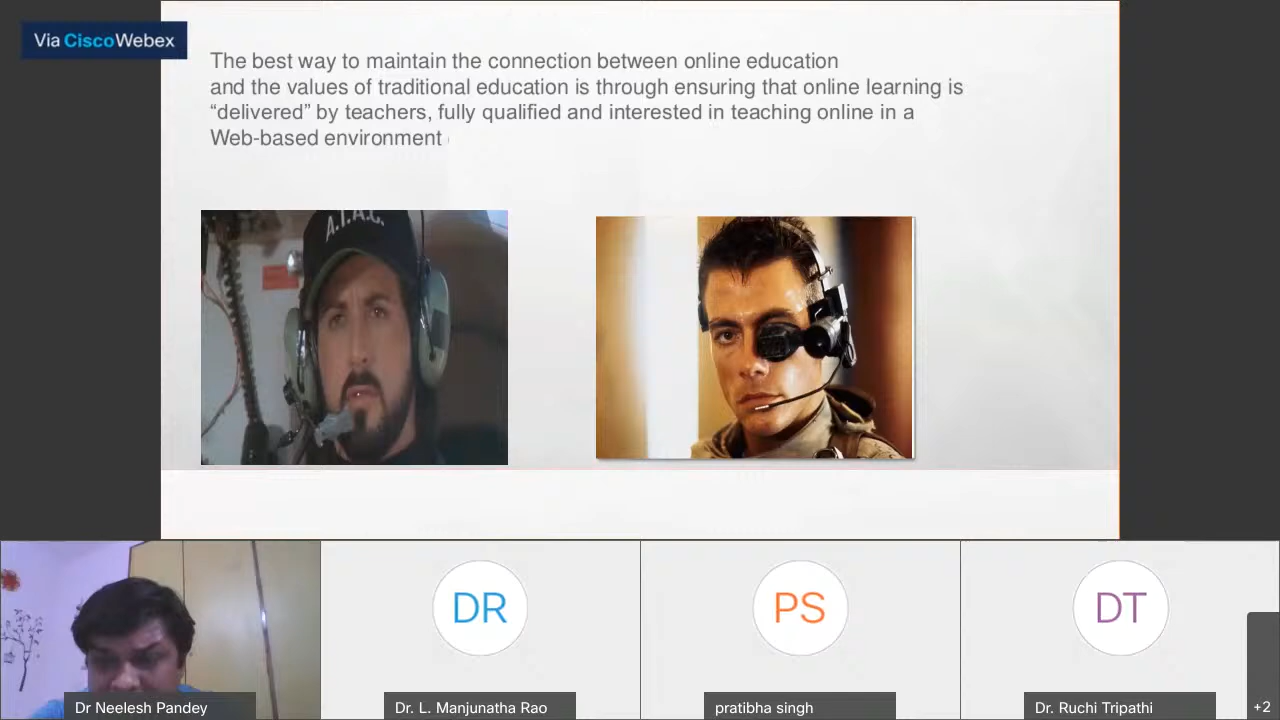 Via CiscoWebex
The best way to maintain the connection between online education
and the values of traditional education is through ensuring that online learning is
“delivered” by teachers, fully qualified and interested in teaching online in a
Web-based environment
A.T.A.C.
DR
PS
DT
Dr Neelesh Pandey
Dr. L. Manjunatha Rao
pratibha singh
Dr. Ruchi Tripathi
+2